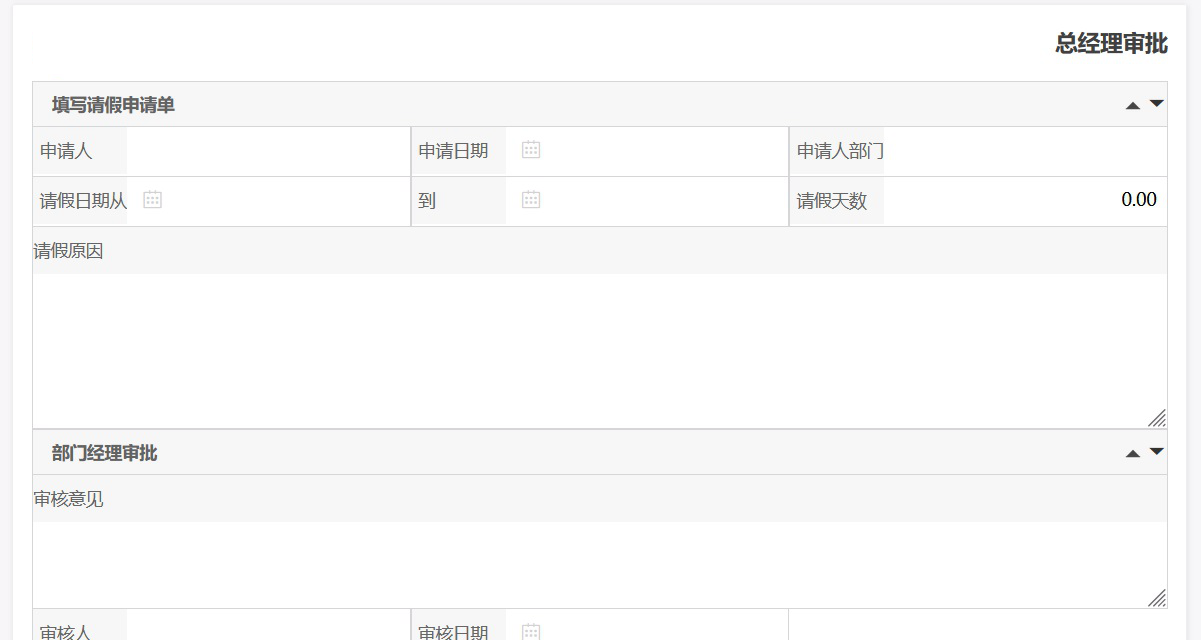 总经理审批
填写请假申请单
申请人 申请日期 申请人部门
请假日期从 到 请假天数 0.00
请假原因
部门经理审批
审核意见
审核人 审核日期